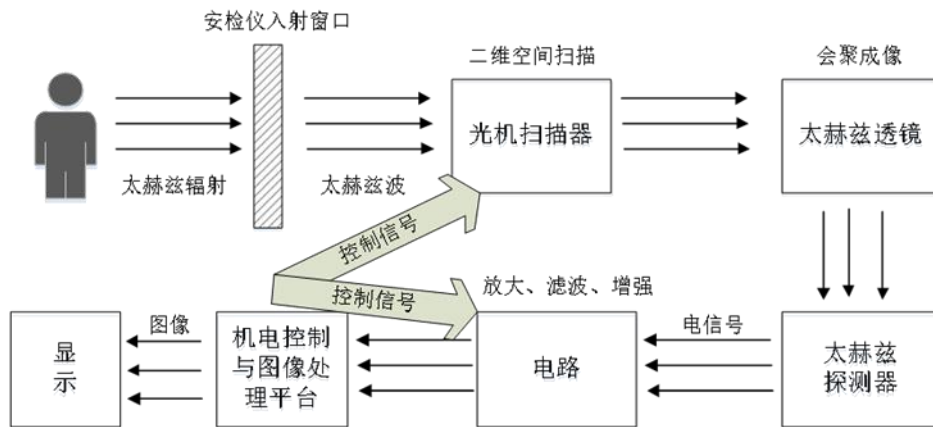 安检仪入射窗口
二维空间扫描
会聚成像
光机扫描器
太赫兹透镜
太赫兹辐射
太赫兹波
控制信号
控制信号
放大、滤波、增强
图像
电信号
显
示
机电控制
与图像处
理平台
电路
太赫兹
探测器